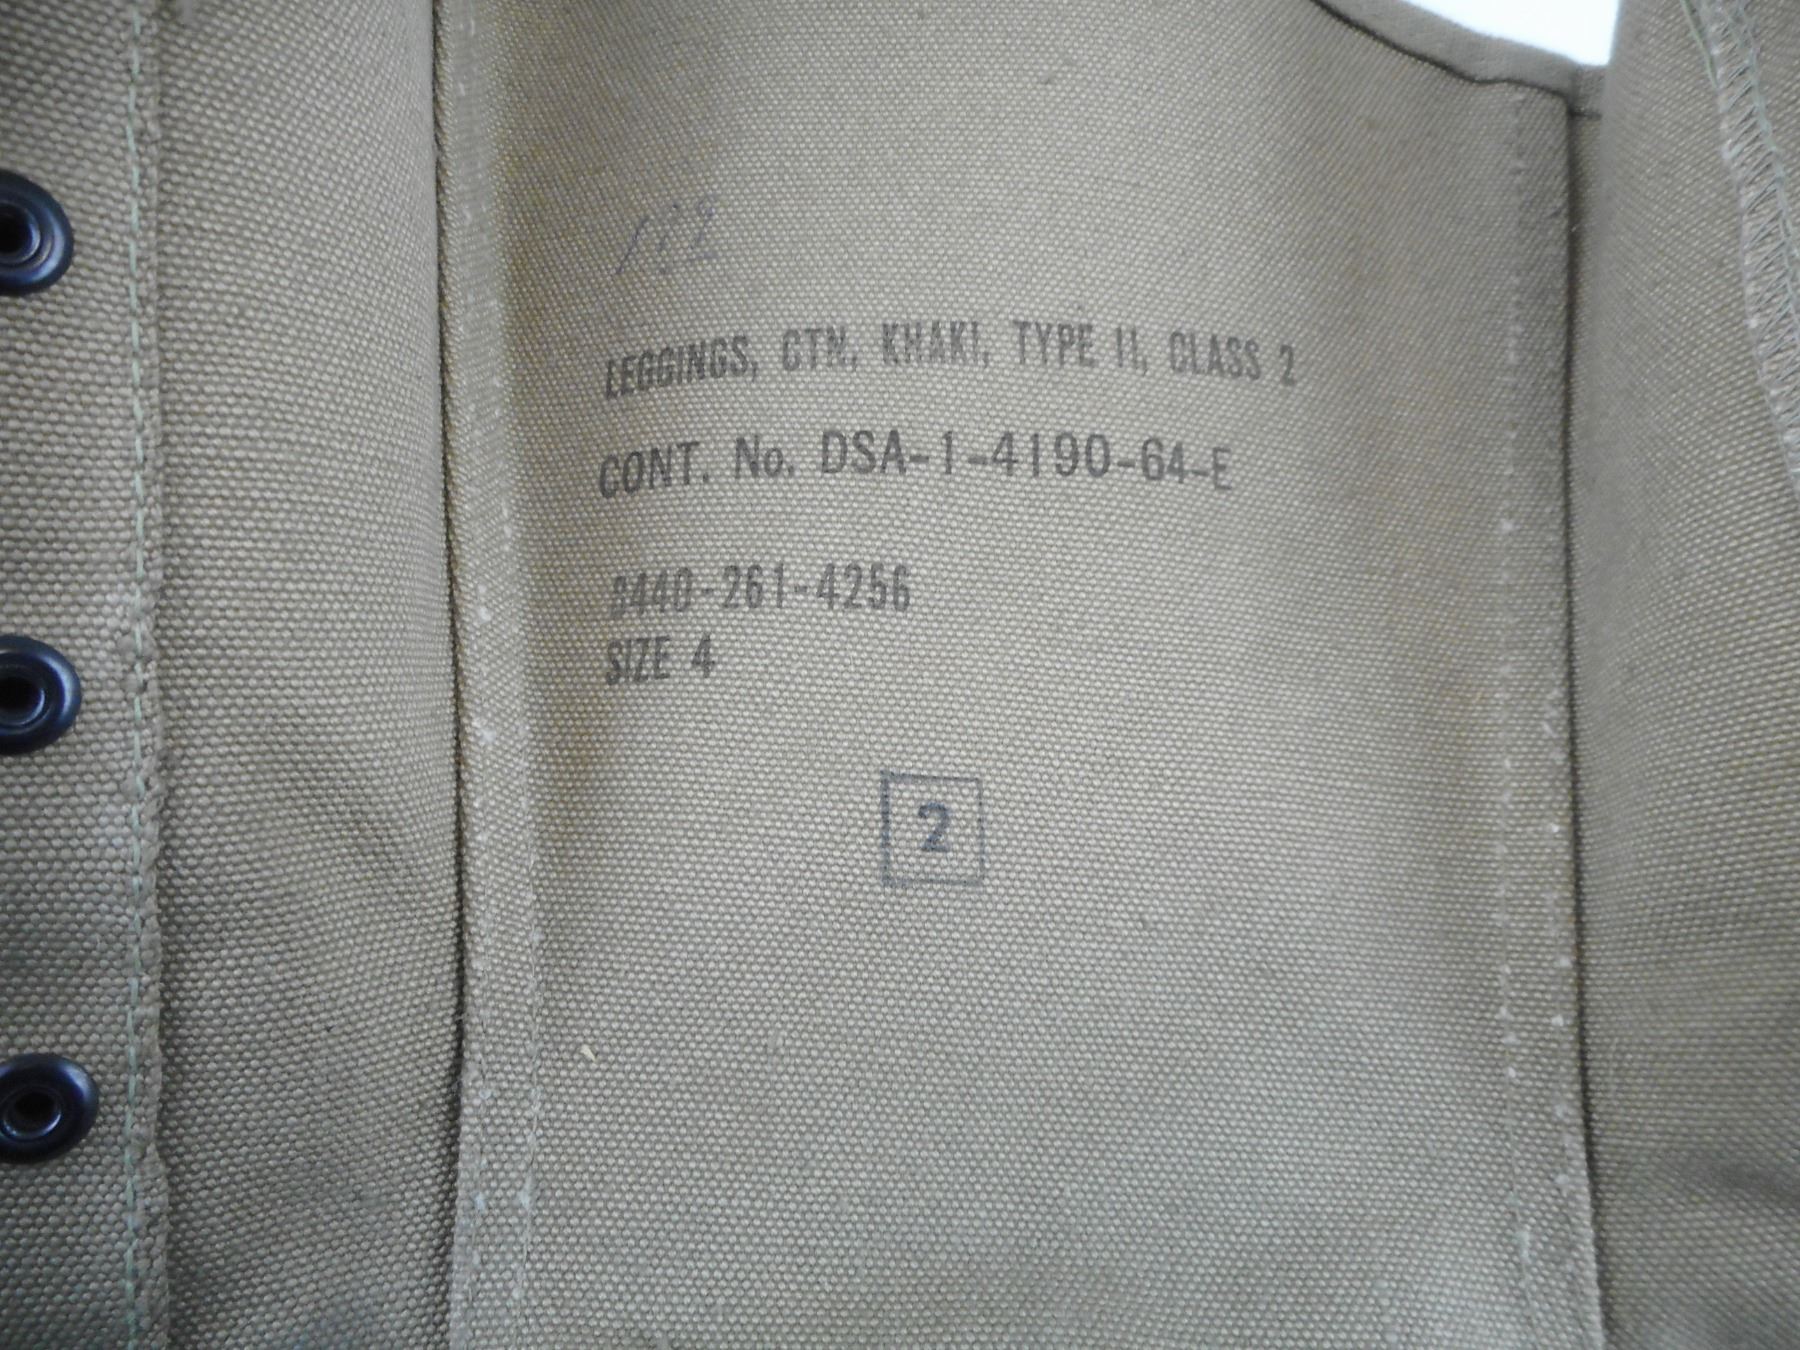 LEGGINGS, CTN, KHAKI, TYPE II, CLASS 2
CONT. No. DSA-1-4190-64-E
8440-261-4256
SIZE 4
2